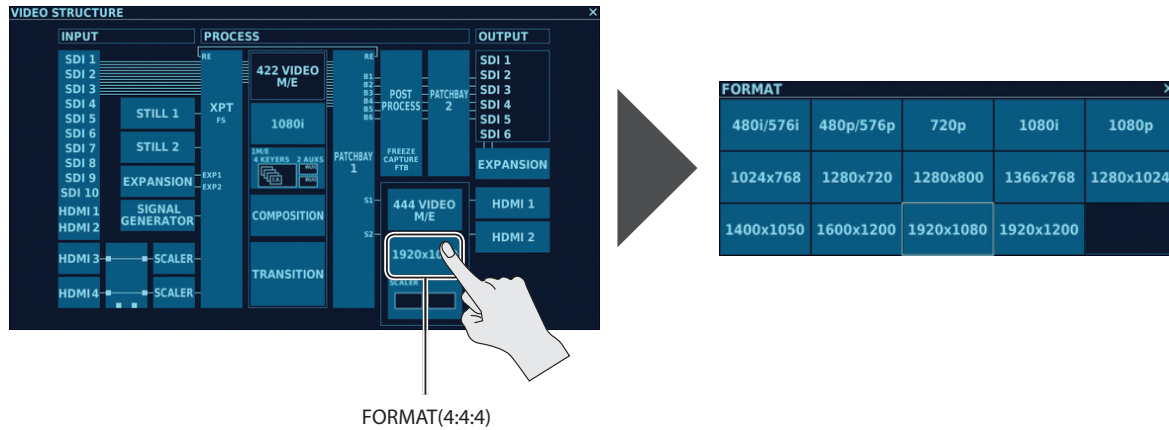 VIDEO STRUCTURE ×
INPUT
PROCESS
OUTPUT
SDI 1
SDI 2
SDI 3
SDI 4
SDI 5
SDI 6
SDI 7
SDI 8
SDI 9
SDI 10
HDMI 1
HDMI 2
HDMI 3
HDMI 4
STILL 1
STILL 2
EXPANSION
SIGNAL
GENERATOR
SCALER
SCALER
RE
XPT
FS
EXP1
EXP2
422 VIDEO
M/E
1080i
1M/E
4 KEYERS 2 AUXS
AUX
AUX
COMPOSITION
TRANSITION
RE
B1
B2
B3
B4
B5
B6
PATCHBAY
1
S1
S2
POST
PROCESS
FREEZE
CAPTURE
FTB
PATCHBAY
2
444 VIDEO
M/E
SCALER
SDI 1
SDI 2
SDI 3
SDI 4
SDI 5
SDI 6
EXPANSION
HDMI 1
HDMI 2
FORMAT(4:4:4)
FORMAT
480i/576i 480p/576p 720p 1080i 1080p
1024x768 1280x720 1280x800 1366x768 1280x1024
1400x1050 1600x1200 1920x1080 1920x1200